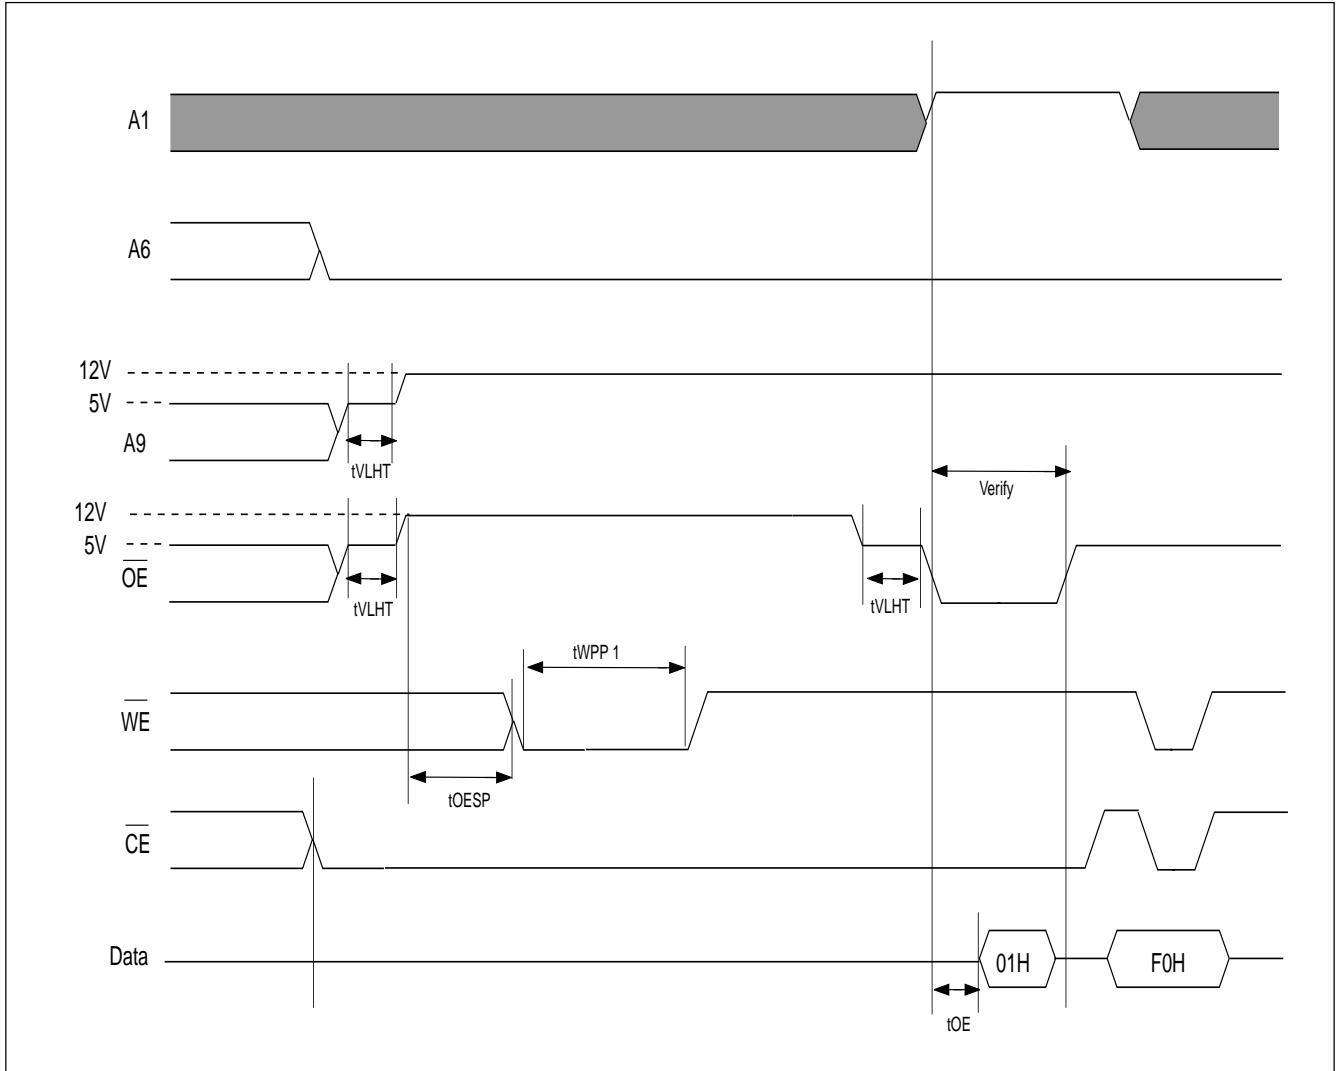 A1
A6
12V
5V
A9
tVLHT
Verify
12V
5V
OE
tVLHT
tVLHT
tWPP 1
WE
tOESP
CE
Data
01H
F0H
tOE